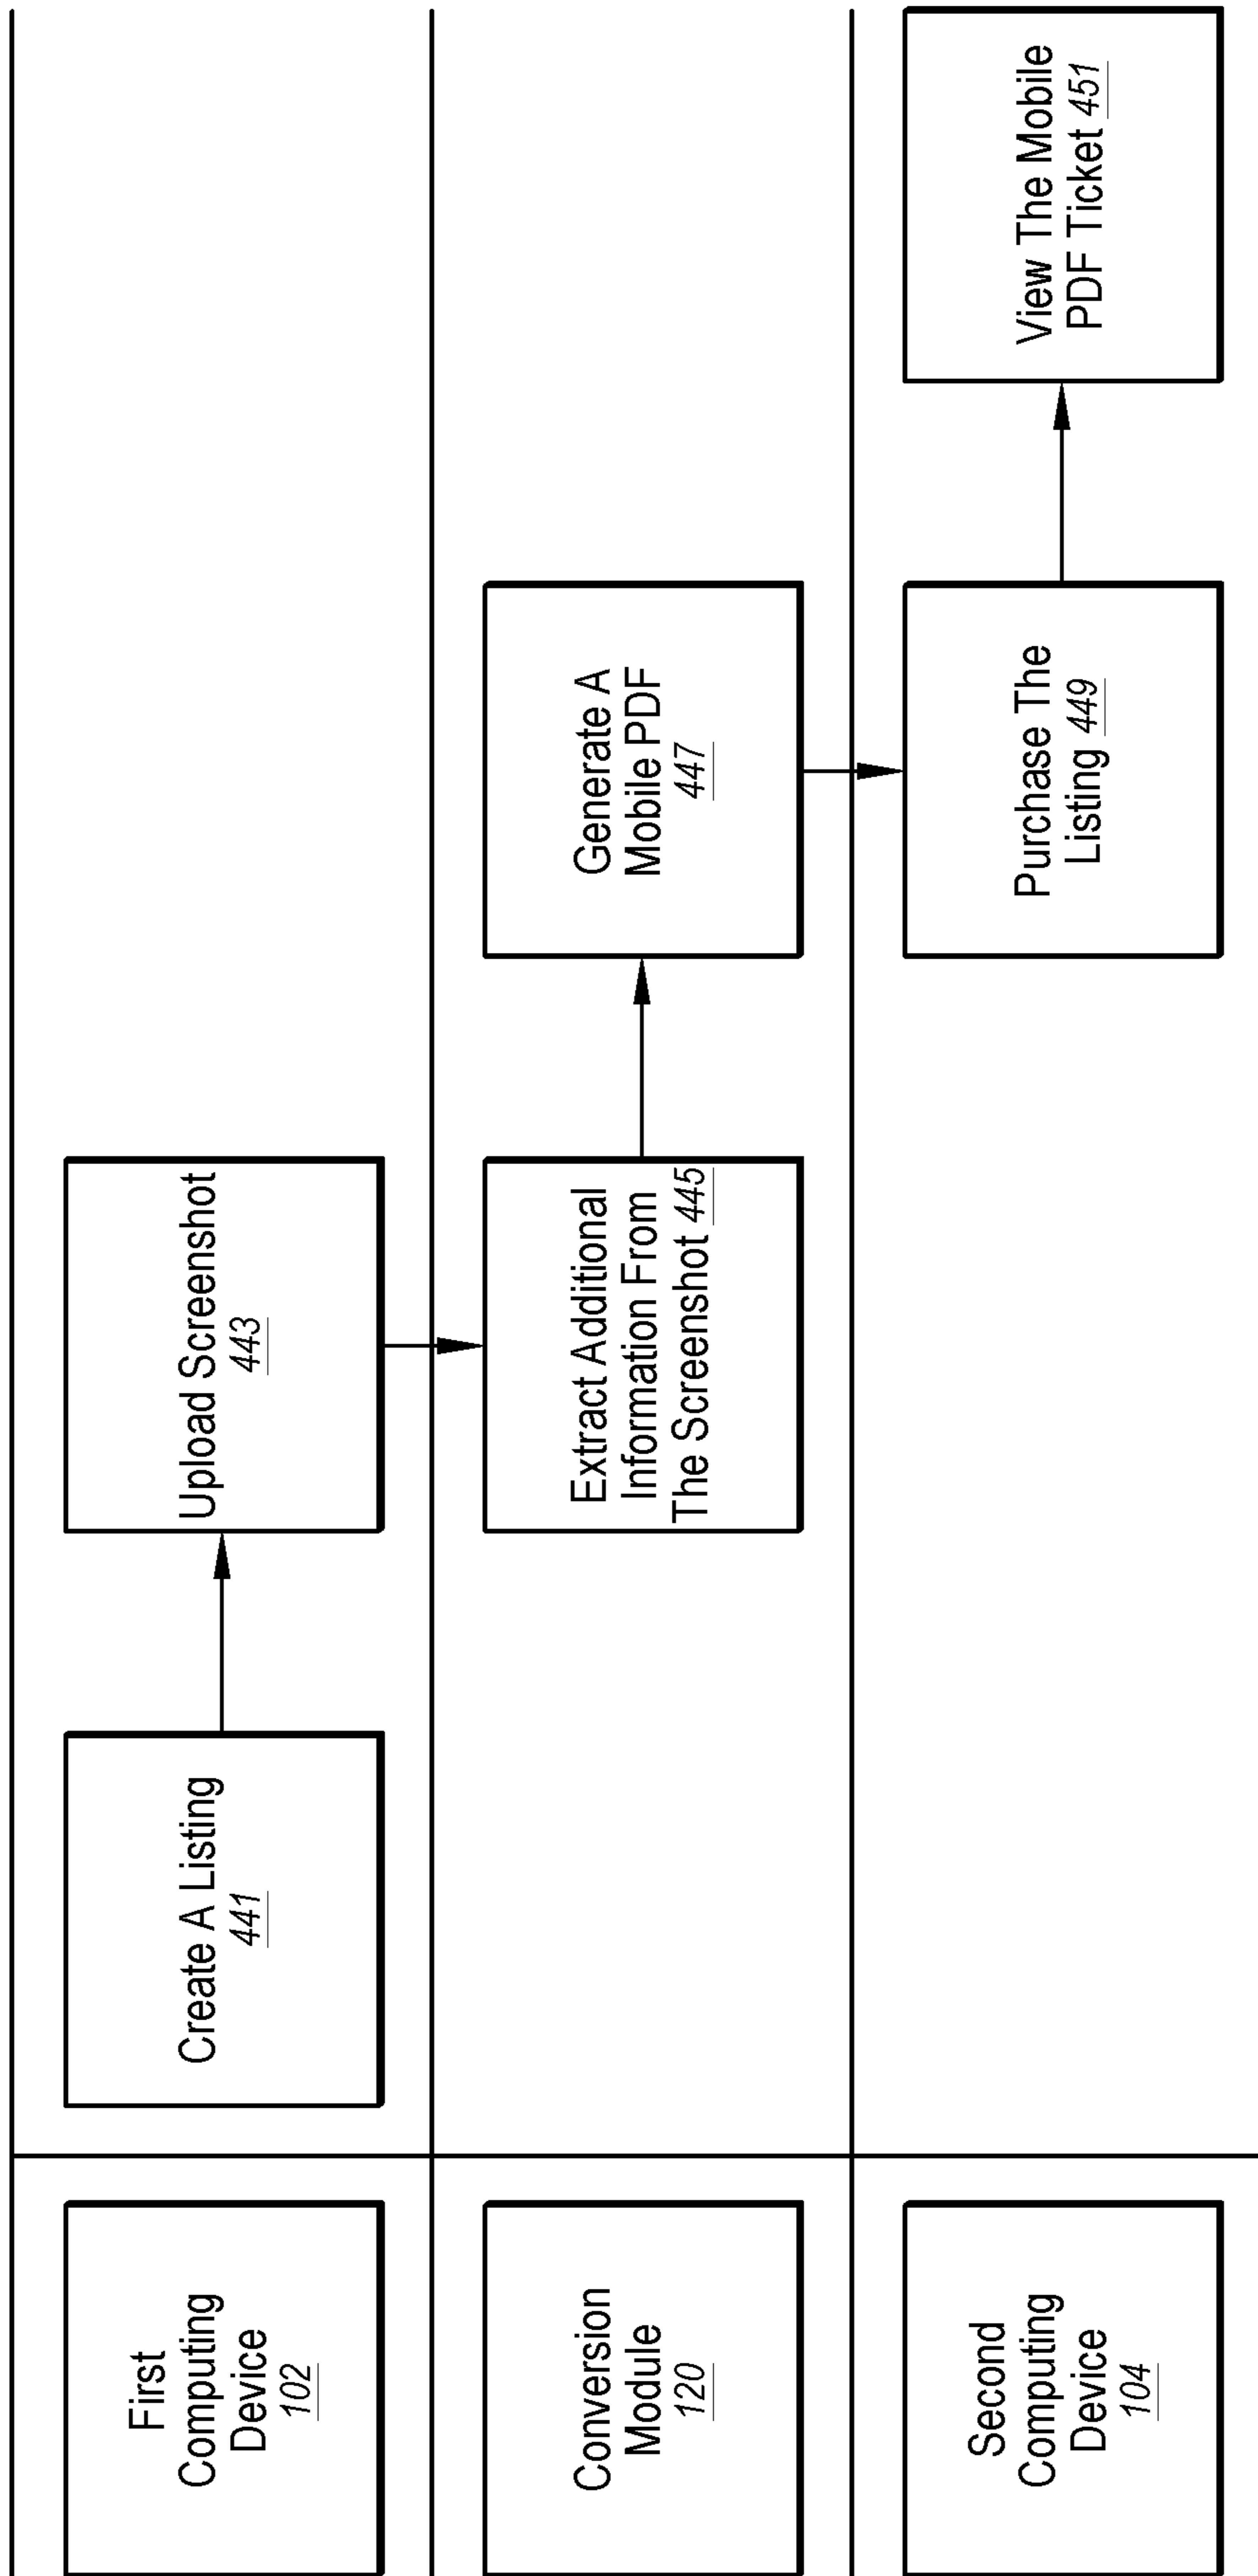 First
Computing
Device
102
Create A Listing
441
Upload Screenshot
443
Conversion
Module
120
Extract Additional
Information From
The Screenshot 445
Generate A
Mobile PDF
447
Second
Computing
Device
104
Purchase The
Listing 449
View The Mobile
PDF Ticket 451